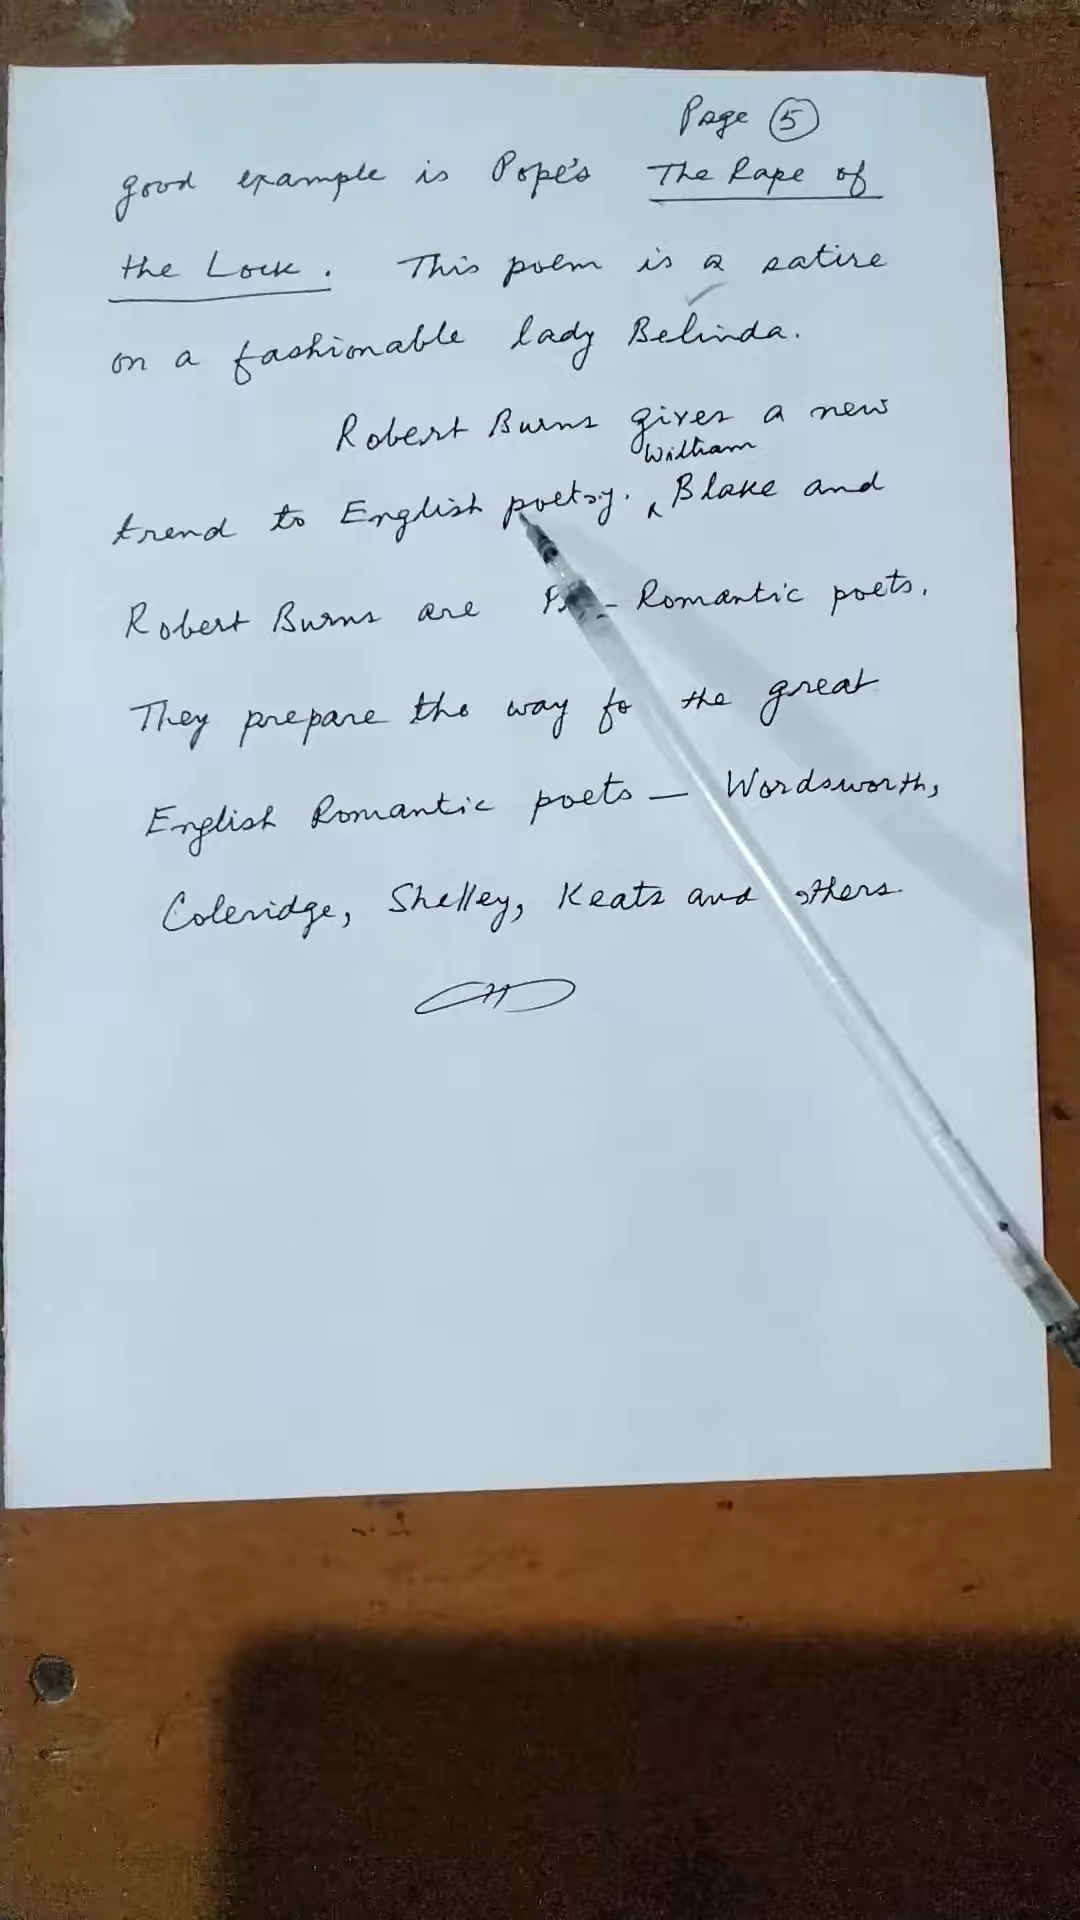 Page 5
good example is Pope's The Rape of
the Lock. This poem is a satire
on a fashionable lady Belinda.
Robert Burns gives a new
William
trend to English poetry. ‸ Blake and
Robert Burns are - Romantic poets.
They prepare the way fo the great
English Romantic poets — Wordsworth,
Coleridge, Shelley, Keats and others.